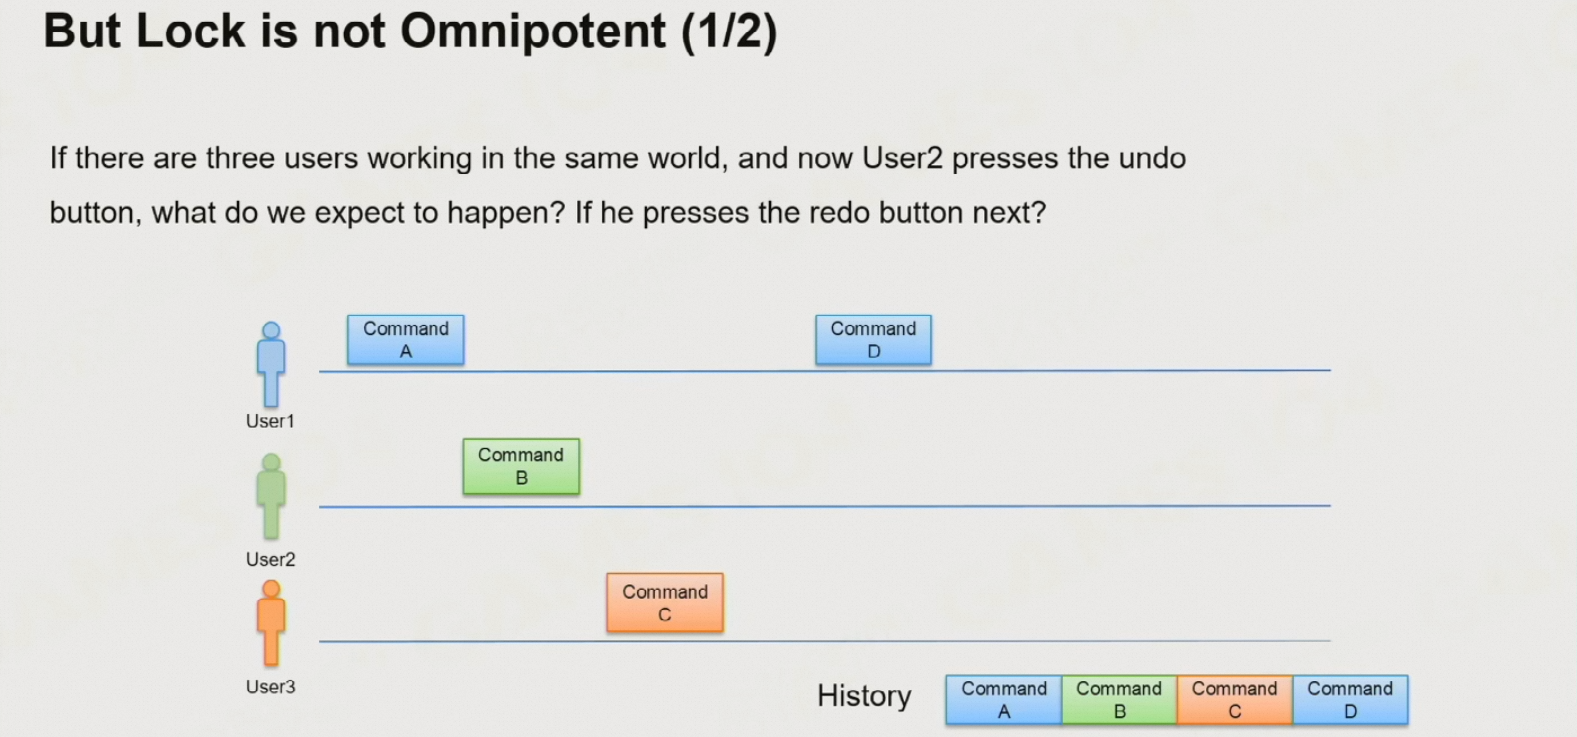 But Lock is not Omnipotent (1/2)
If there are three users working in the same world, and now User2 presses the undo
button, what do we expect to happen? If he presses the redo button next?
Command
A
Command
D
User1
Command
B
User2
Command
C
User3
History
Command
A
Command
B
Command
C
Command
D